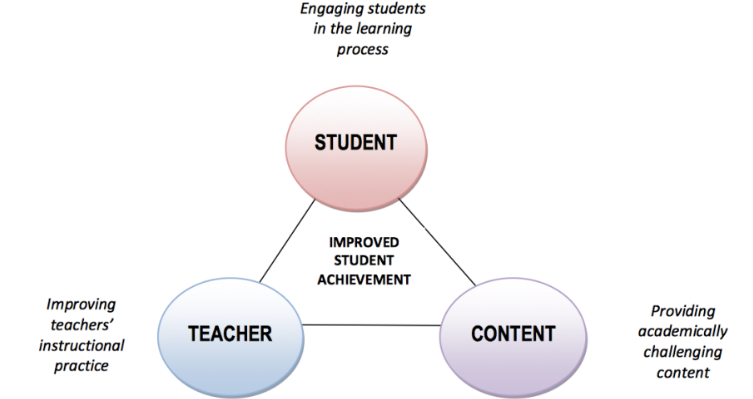 Engaging students
in the learning
process
STUDENT
IMPROVED
STUDENT
ACHIEVEMENT
Improving
teachers'
instructional
practice
TEACHER
CONTENT
Providing
academically
challenging
content